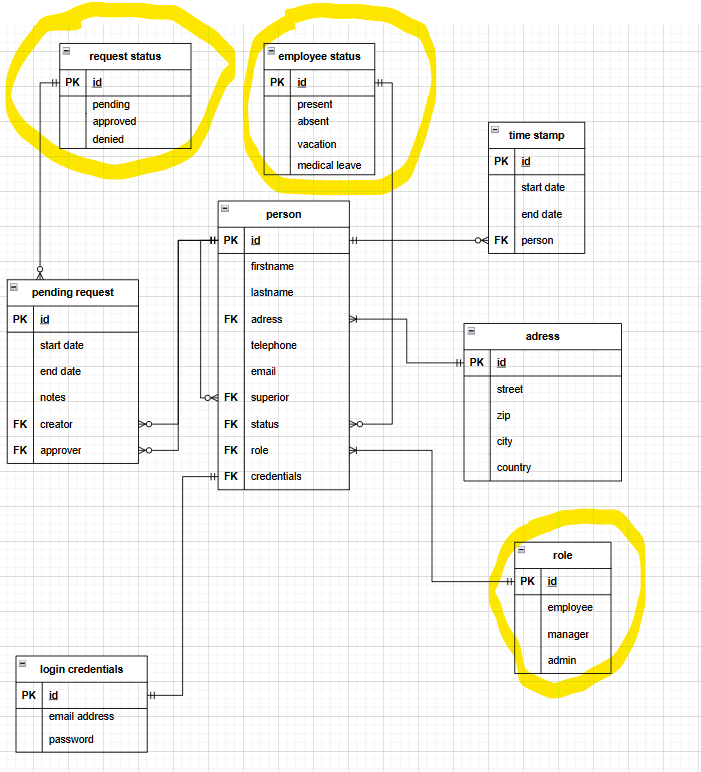 request status
PK id
pending
approved
denied
employee status
PK id
present
absent
vacation
medical leave
time stamp
PK id
start date
end date
FK person
person
PK id
firstname
lastname
FK adress
telephone
email
FK superior
FK status
FK role
FK credentials
pending request
PK id
start date
end date
notes
FK creator
FK approver
adress
PK id
street
zip
city
country
role
PK id
employee
manager
admin
login credentials
PK id
email address
password